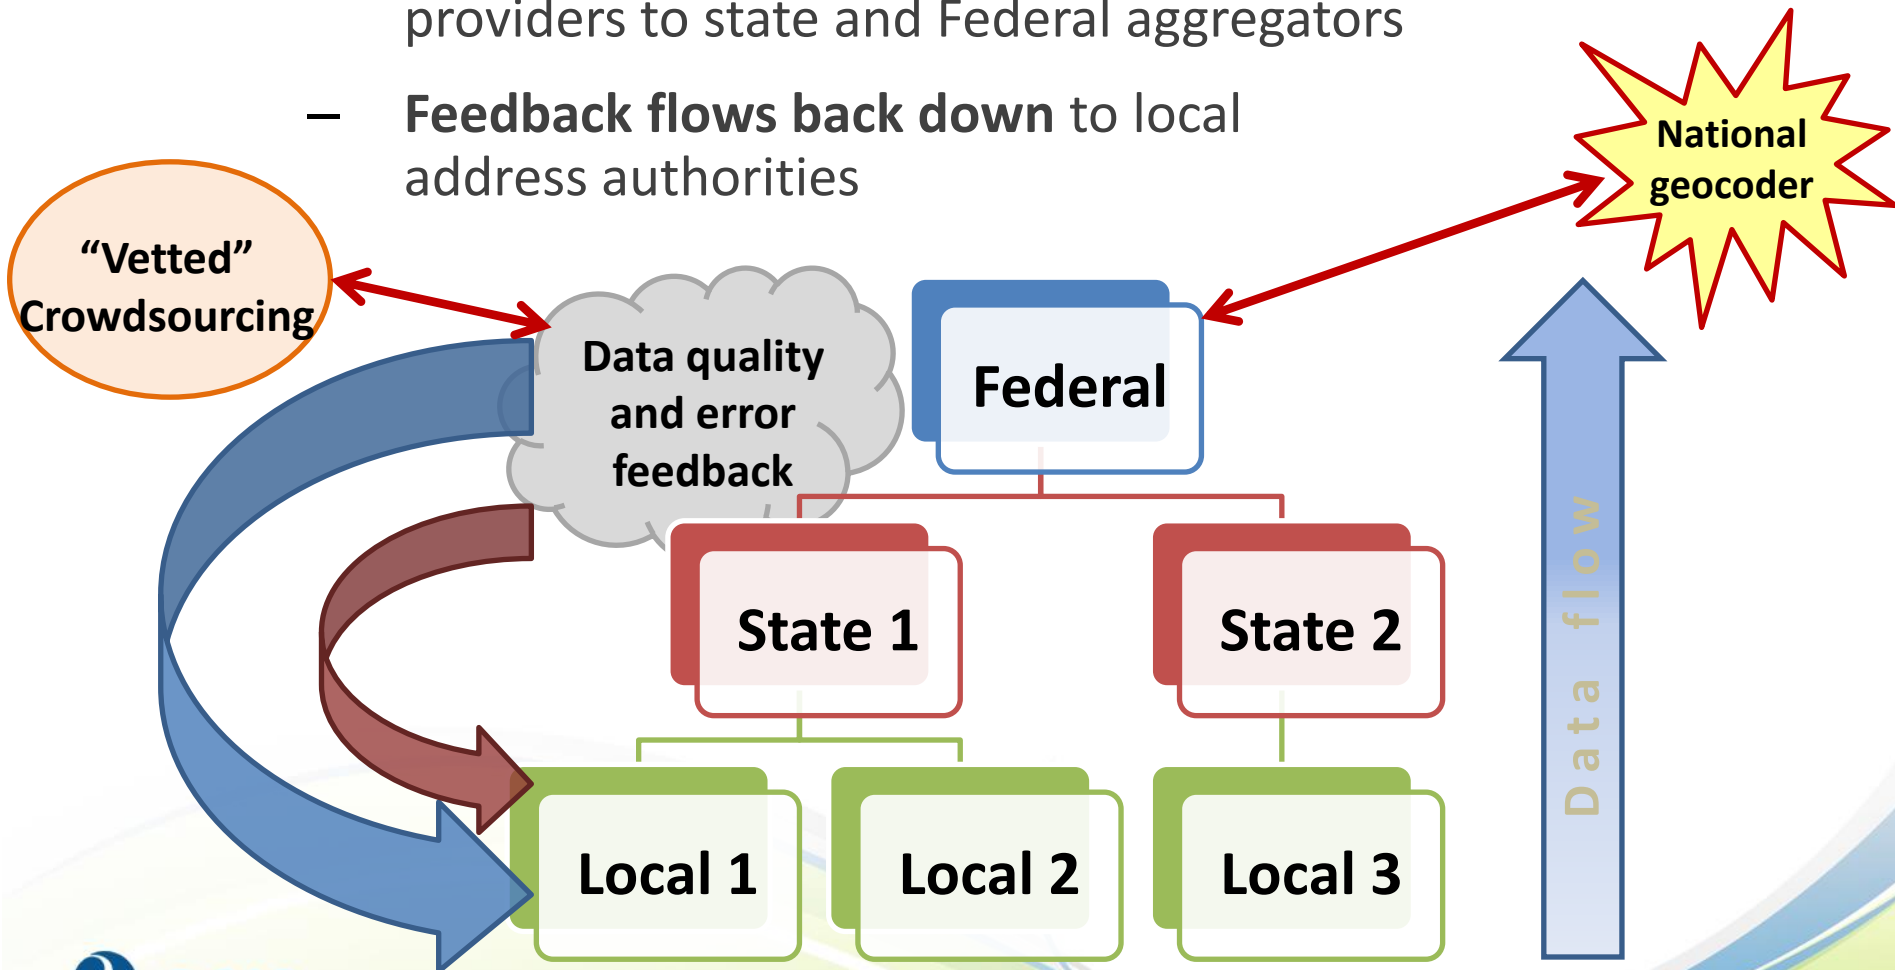 providers to state and Federal aggregators
– Feedback flows back down to local
address authorities
National
geocoder
“Vetted”
Crowdsourcing
Data quality
and error
feedback
Federal
State 1
State 2
Data flow
Local 1
Local 2
Local 3